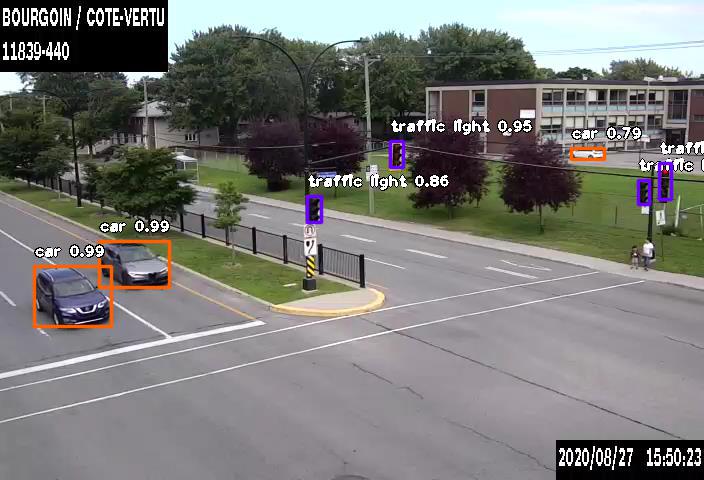 BOURGOIN / COTE-VERTU
11839-440
traffic light 0.95
car 0.79
traffic light 0.86
car 0.99
car 0.99
2020/08/27 15:50:23